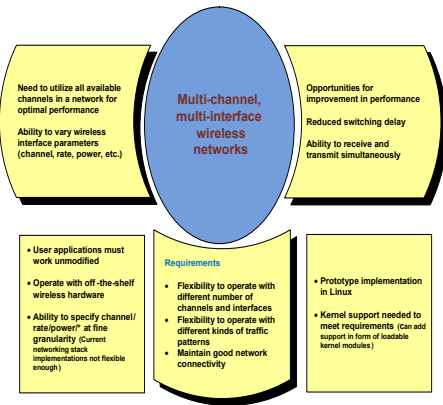 Need to utilize all available
channels in a network for
optimal performance
Ability to vary wireless
interface parameters
(channel, rate, power, etc.)
Multi-channel,
multi-interface
wireless
networks
Opportunities for
improvement in performance
Reduced switching delay
Ability to receive and
transmit simultaneously
• User applications must
work unmodified
• Operate with off -the-shelf
wireless hardware
• Ability to specify channel/
rate/power/* at fine
granularity (Current
networking stack
implementations not flexible
enough)
Requirements
• Flexibility to operate with
different number of
channels and interfaces
• Flexibility to operate with
different kinds of traffic
patterns
• Maintain good network
connectivity
• Prototype implementation
in Linux
• Kernel support needed to
meet requirements (Can add
support in form of loadable
kernel modules)